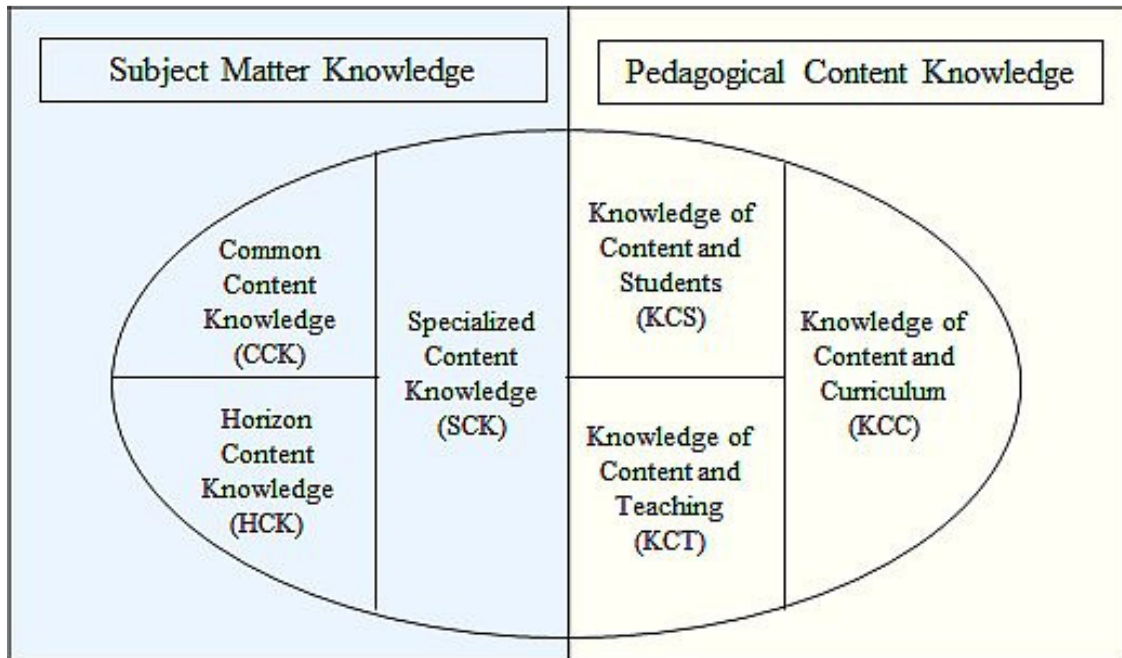 Subject Matter Knowledge
Pedagogical Content Knowledge
Common
Content
Knowledge
(CCK)
Horizon
Content
Knowledge
(HCK)
Specialized
Content
Knowledge
(SCK)
Knowledge of
Content and
Students
(KCS)
Knowledge of
Content and
Teaching
(KCT)
Knowledge of
Content and
Curriculum
(KCC)